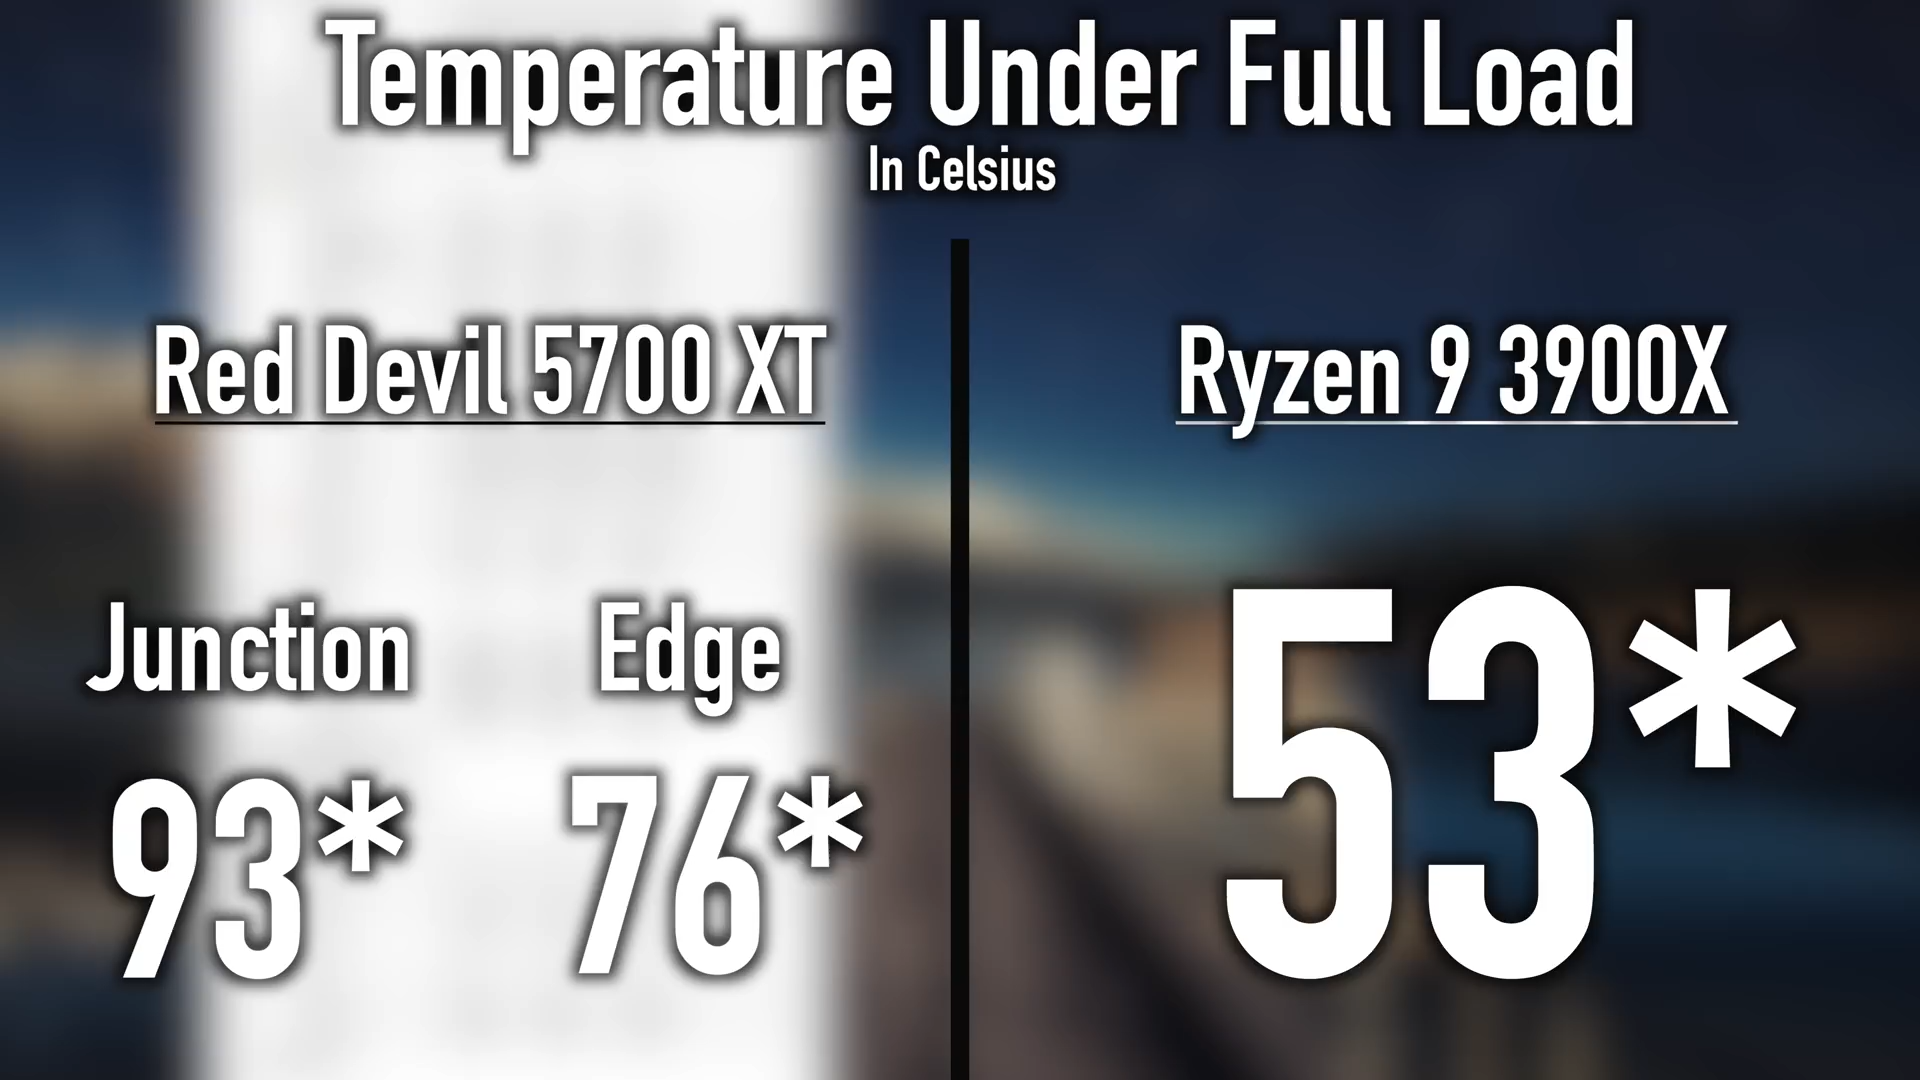 Temperature Under Full Load
In Celsius
Red Devil 5700 XT
Junction
93*
Edge
76*
Ryzen 9 3900X
53*